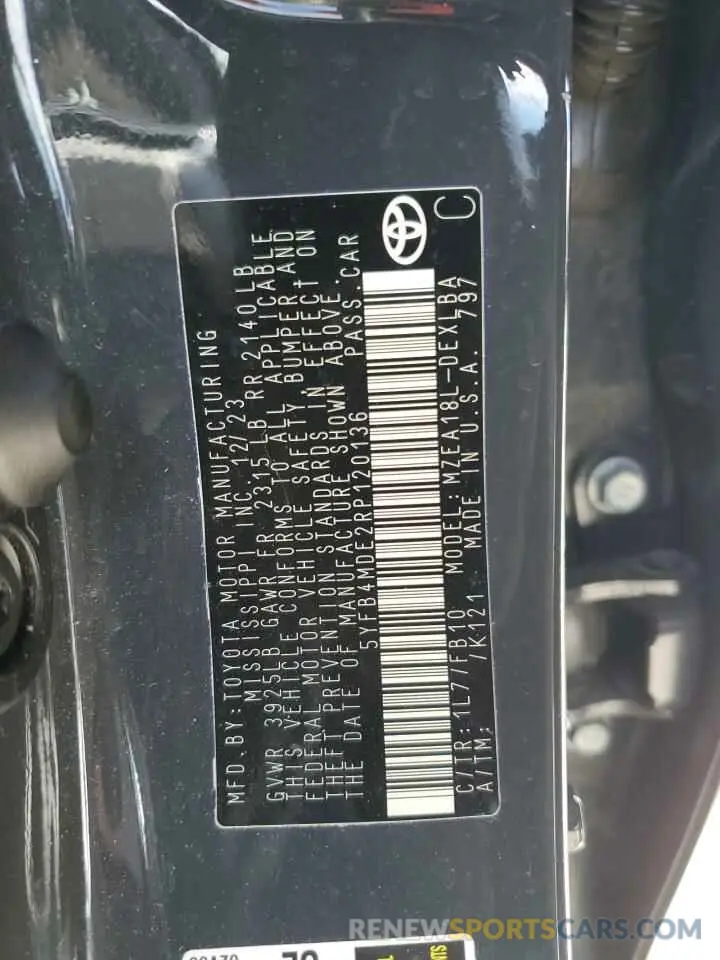 MFD.BY:TOYOTA MOTOR MANUFACTURING
MISSISSIPPI INC. 12/23
GVWR 3925LB GAWR FR 2315LB RR 2140LB
THIS VEHICLE CONFORMS TO ALL APPLICABLE
FEDERAL MOTOR VEHICLE SAFETY, BUMPER AND
THEFT PREVENTION STANDARDS IN EFFECT ON
THE DATE OF MANUFACTURE SHOWN ABOVE.
5YFB4MDE2RP120136 PASS.CAR
C/TR:1L7/FB10 MODEL:MZEA18L-DEXLBA
A/TM: /K121 MADE IN U.S.A. 797
C
RENEWSPORTSCARS.COM